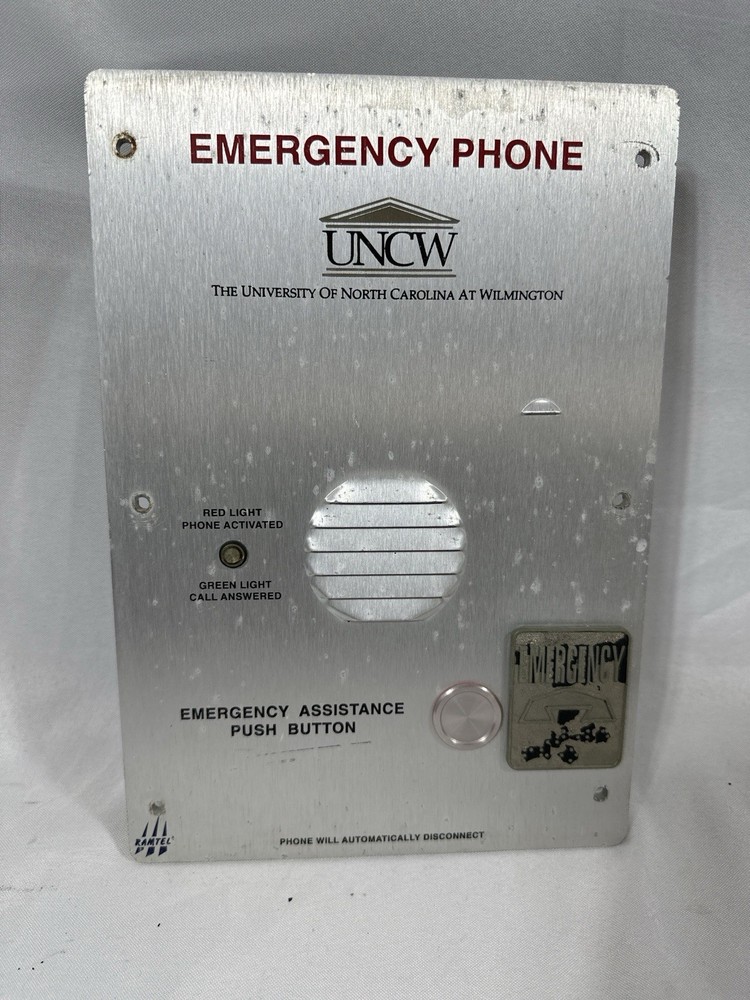 EMERGENCY PHONE
UNCW
THE UNIVERSITY OF NORTH CAROLINA AT WILMINGTON
RED LIGHT
PHONE ACTIVATED
GREEN LIGHT
CALL ANSWERED
EMERGENCY
EMERGENCY ASSISTANCE
PUSH BUTTON
RAMTEL
PHONE WILL AUTOMATICALLY DISCONNECT